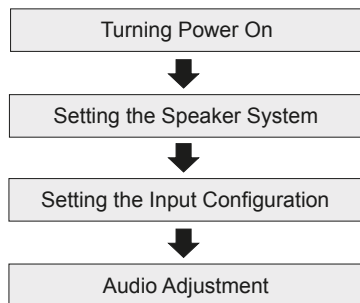 Turning Power On
Setting the Speaker System
Setting the Input Configuration
Audio Adjustment